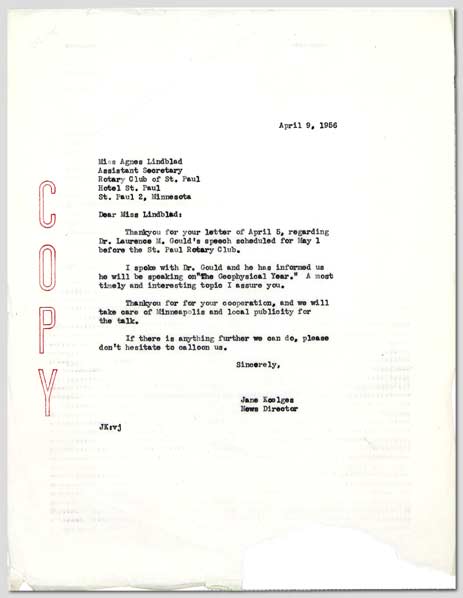 April 9, 1956
Miss Agnes Lindblad
Assistant Secretary
Rotary Club of St. Paul
Hotel St. Paul
St. Paul 2, Minnesota
Dear Miss Lindblad:
Thankyou for your letter of April 5, regarding
Dr. Laurence M. Gould's speech scheduled for May 1
before the St. Paul Rotary Club.
I spoke with Dr. Gould and he has informed us
he will be speaking on"The Geophysical Year." A most
timely and interesting topic I assure you.
Thankyou for for your cooperation, and we will
take care of Minneapolis and local publicity for
the talk.
If there is anything further we can do, please
don't hesitate to calloon us.
Sincerely,
Jane Koelges
News Director
JK:vj
COPY